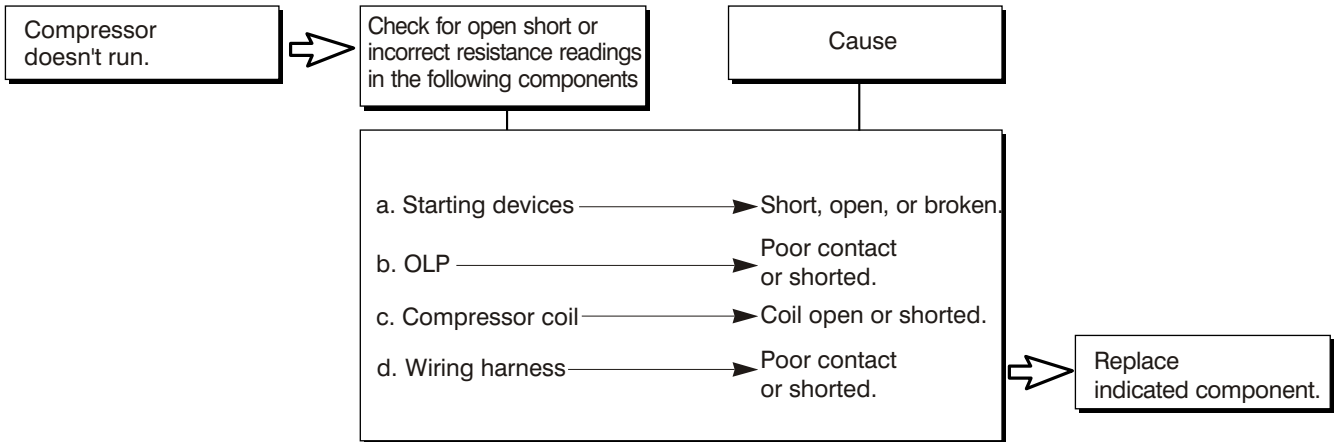 Compressor
doesn't run.
Check for open short or
incorrect resistance readings
in the following components
Cause
a. Starting devices
Short, open, or broken.
b. OLP
Poor contact
or shorted.
c. Compressor coil
Coil open or shorted.
d. Wiring harness
Poor contact
or shorted.
Replace
indicated component.